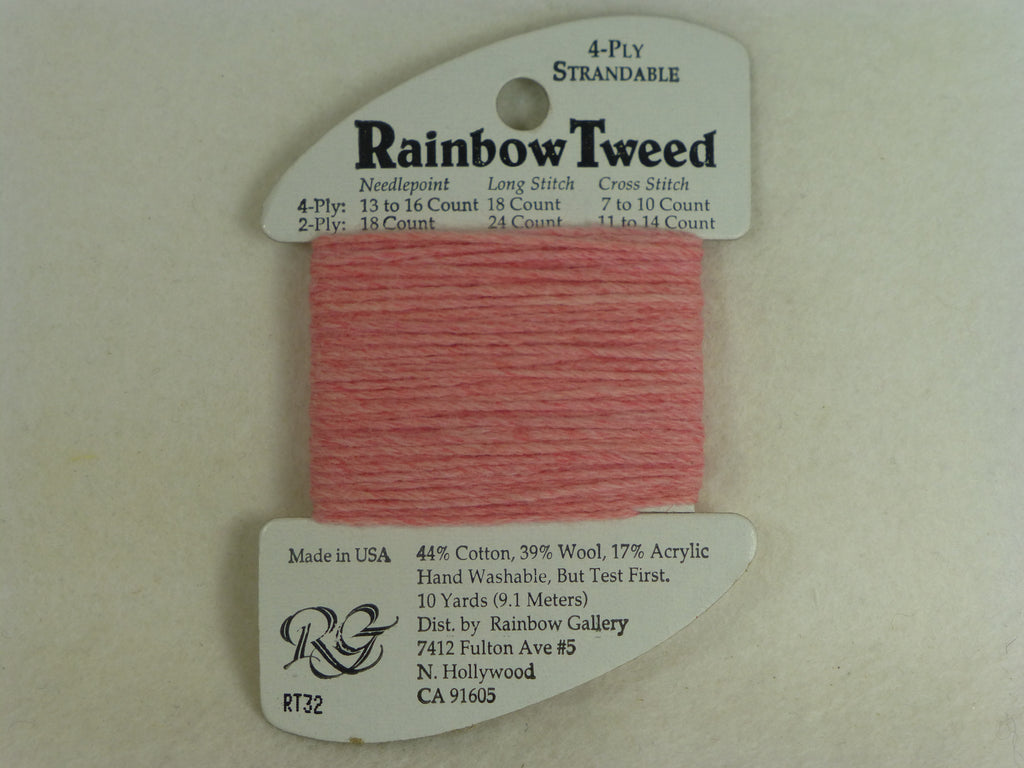 4-PLY
STRANDABLE
Rainbow Tweed
Needlepoint Long Stitch Cross Stitch
4-Ply: 13 to 16 Count 18 Count 7 to 10 Count
2-Ply: 18 Count 24 Count 11 to 14 Count
Made in USA
44% Cotton, 39% Wool, 17% Acrylic
Hand Washable, But Test First.
10 Yards (9.1 Meters)
Dist. by Rainbow Gallery
7412 Fulton Ave #5
N. Hollywood
CA 91605
RG
RT32